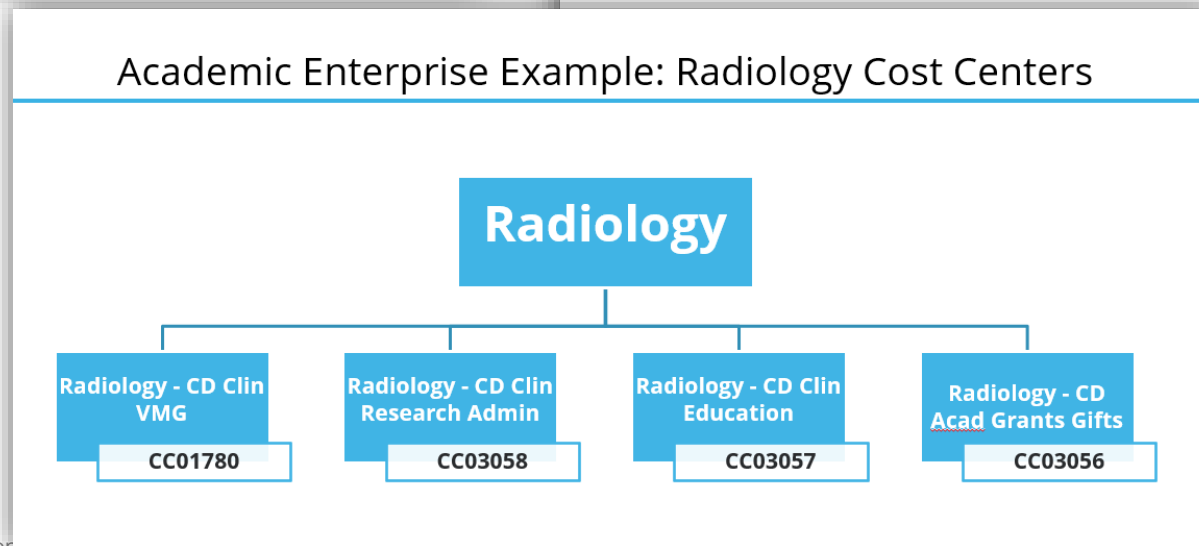 Academic Enterprise Example: Radiology Cost Centers
Radiology
Radiology - CD Clin
VMG
CC01780
Radiology - CD Clin
Research Admin
CC03058
Radiology - CD Clin
Education
CC03057
Radiology - CD
Acad Grants Gifts
CC03056